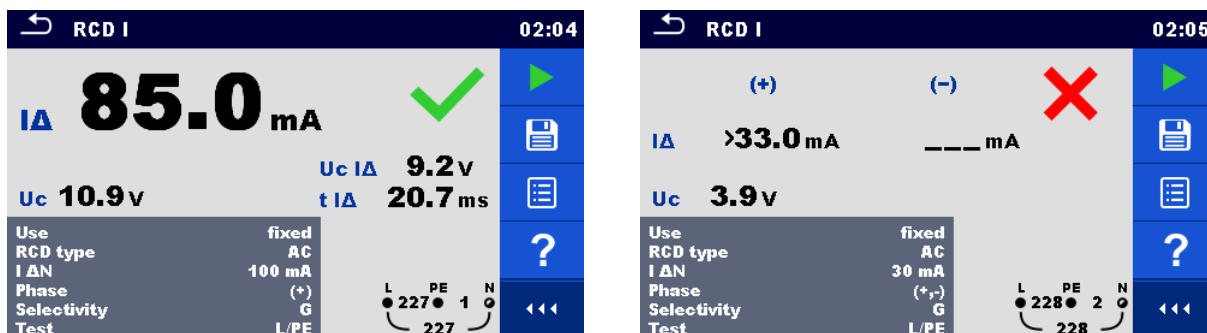 RCD I 02:04
IΔ 85.0 mA
Uc IΔ 9.2 V
Uc 10.9 V t IΔ 20.7 ms
Use fixed
RCD type AC
I ΔN 100 mA
Phase (+)
Selectivity G
Test L/PE
?
L PE N
227 1
227
RCD I 02:05
(+) (-)
IΔ >33.0 mA ___ mA
Uc 3.9 V
Use fixed
RCD type AC
I ΔN 30 mA
Phase (+,-)
Selectivity G
Test L/PE
?
L PE N
228 2
228